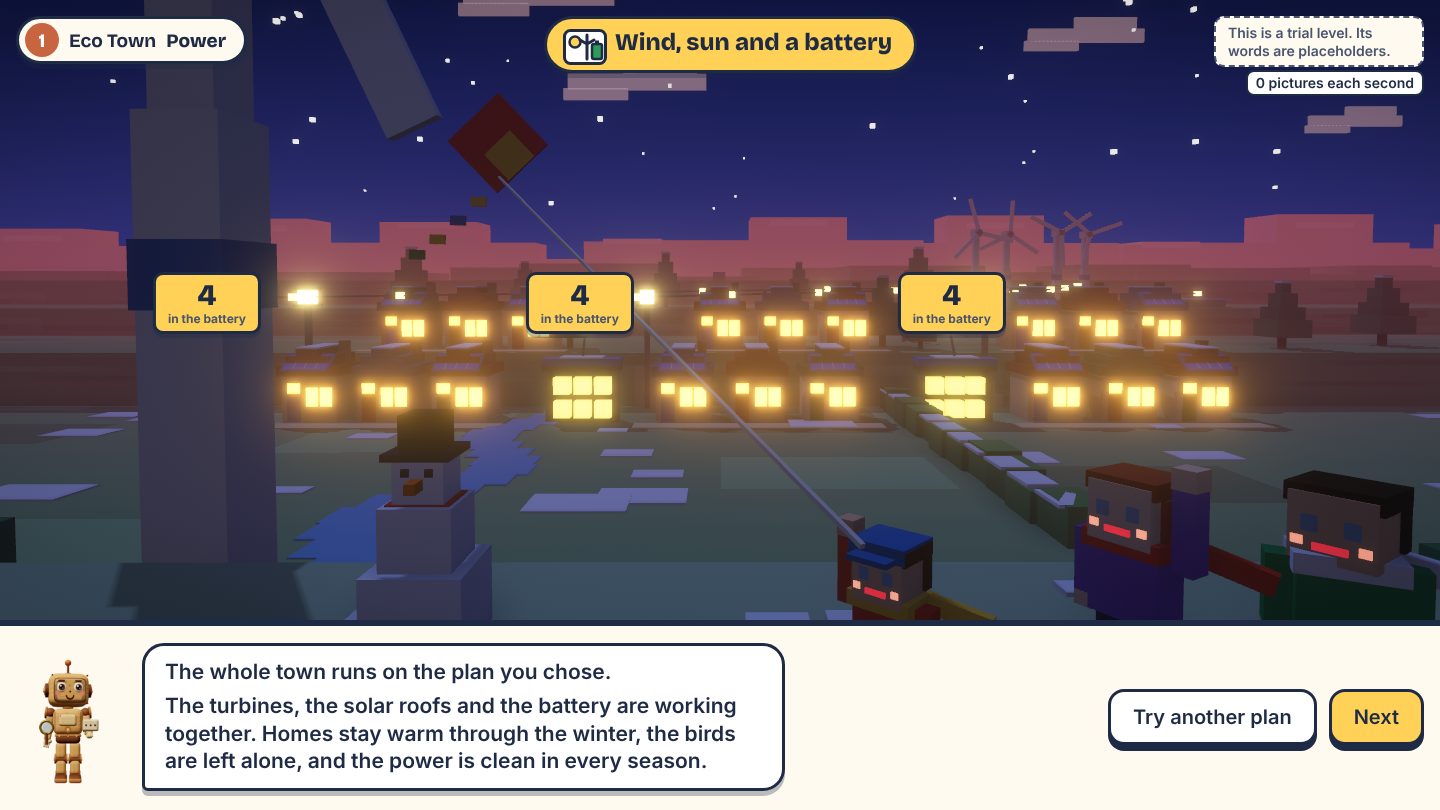 1 Eco Town Power
Wind, sun and a battery
This is a trial level. Its
words are placeholders.
0 pictures each second
4
in the battery
4
in the battery
4
in the battery
The whole town runs on the plan you chose.
The turbines, the solar roofs and the battery are working
together. Homes stay warm through the winter, the birds
are left alone, and the power is clean in every season.
Try another plan
Next